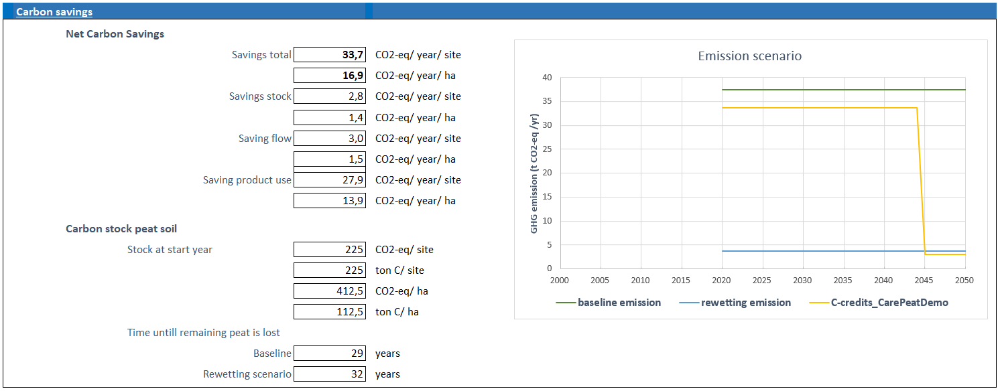 Carbon savings
Net Carbon Savings
Savings total 33,7 CO2-eq/ year/ site
16,9 CO2-eq/ year/ ha
Savings stock 2,8 CO2-eq/ year/ site
1,4 CO2-eq/ year/ ha
Saving flow 3,0 CO2-eq/ year/ site
1,5 CO2-eq/ year/ ha
Saving product use 27,9 CO2-eq/ year/ site
13,9 CO2-eq/ year/ ha
Carbon stock peat soil
Stock at start year 225 CO2-eq/ site
225 ton C/ site
412,5 CO2-eq/ ha
112,5 ton C/ ha
Time untill remaining peat is lost
Baseline 29 years
Rewetting scenario 32 years
Emission scenario
GHG emission (t CO2-eq /yr)
40
35
30
25
20
15
10
5
0
2000 2005 2010 2015 2020 2025 2030 2035 2040 2045 2050
baseline emission rewetting emission C-credits_CarePeatDemo